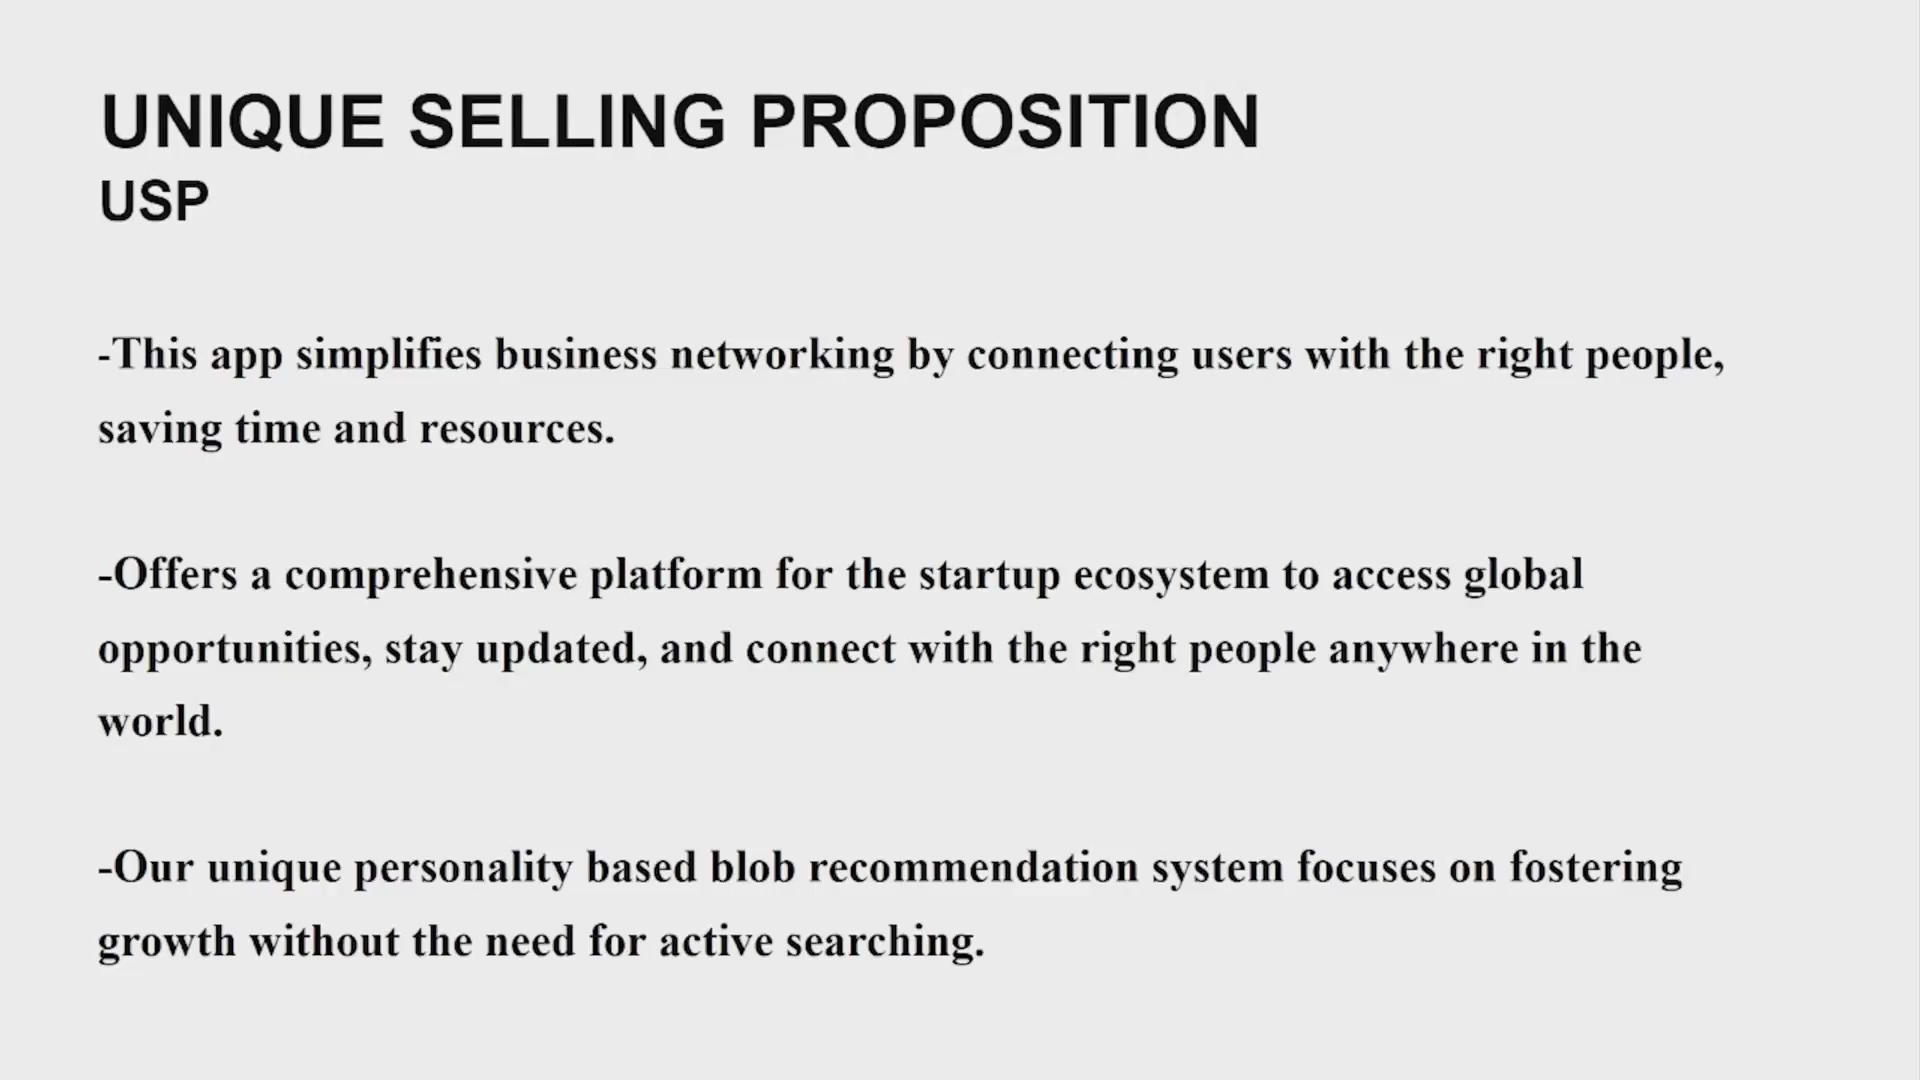 UNIQUE SELLING PROPOSITION
USP
-This app simplifies business networking by connecting users with the right people,
saving time and resources.
-Offers a comprehensive platform for the startup ecosystem to access global
opportunities, stay updated, and connect with the right people anywhere in the
world.
-Our unique personality based blob recommendation system focuses on fostering
growth without the need for active searching.